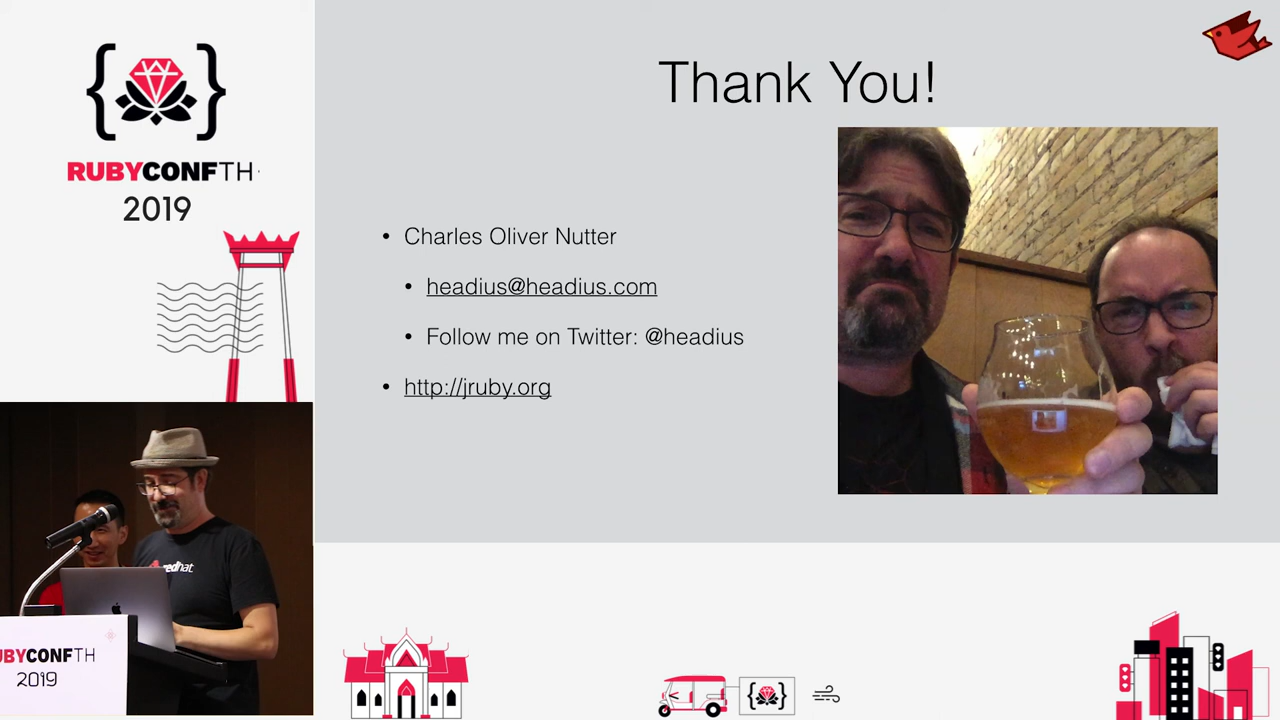 RUBYCONFTH
2019
Thank You!
• Charles Oliver Nutter
• headius@headius.com
• Follow me on Twitter: @headius
• http://jruby.org
redhat
UBYCONFTH
2019